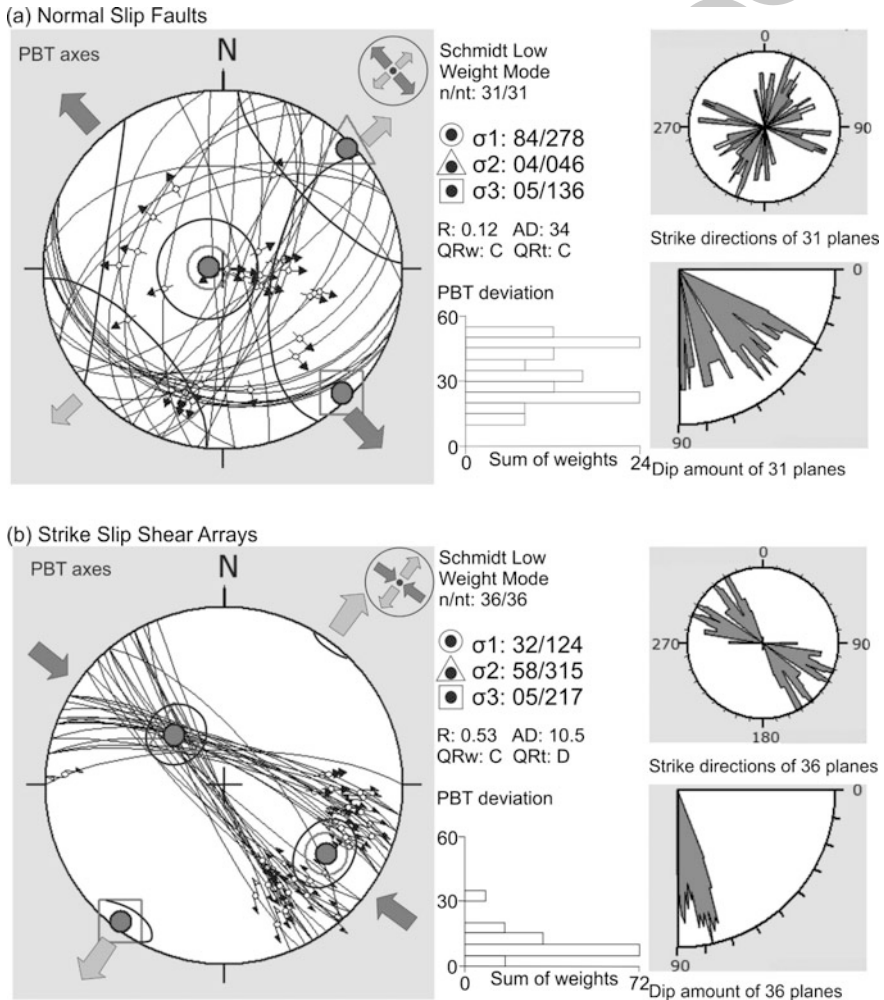 (a) Normal Slip Faults
PBT axes
N
Schmidt Low
Weight Mode
n/nt: 31/31
σ1: 84/278
σ2: 04/046
σ3: 05/136
R: 0.12 AD: 34
QRw: C QRt: C
PBT deviation
60
30
0
0 Sum of weights 24
0
270 90
Strike directions of 31 planes
0
90
Dip amount of 31 planes
(b) Strike Slip Shear Arrays
PBT axes
N
Schmidt Low
Weight Mode
n/nt: 36/36
σ1: 32/124
σ2: 58/315
σ3: 05/217
R: 0.53 AD: 10.5
QRw: C QRt: D
PBT deviation
60
30
0
0 Sum of weights 72
0
270 90
180
Strike directions of 36 planes
0
90
Dip amount of 36 planes